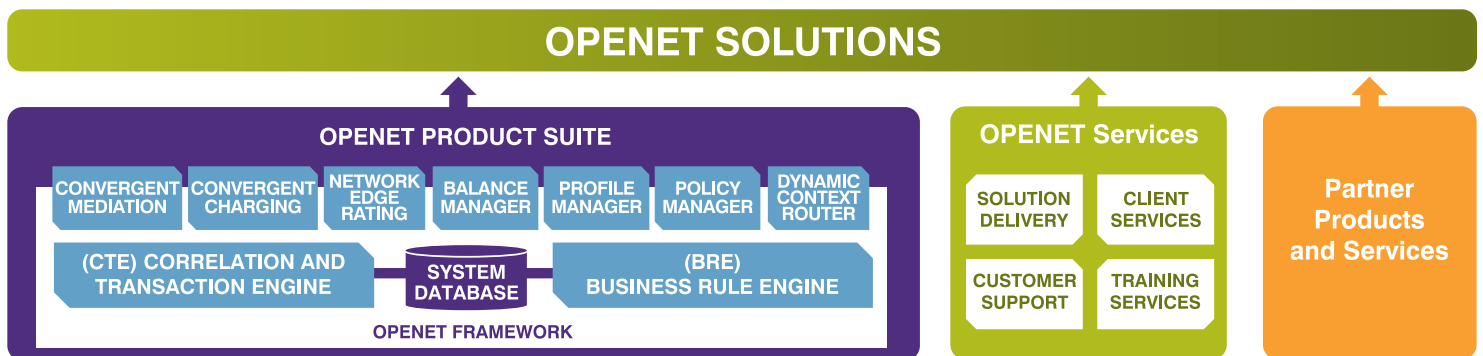 OPENET SOLUTIONS
OPENET PRODUCT SUITE
CONVERGENT
MEDIATION
CONVERGENT
CHARGING
NETWORK
EDGE
RATING
BALANCE
MANAGER
PROFILE
MANAGER
POLICY
MANAGER
DYNAMIC
CONTEXT
ROUTER
(CTE) CORRELATION AND
TRANSACTION ENGINE
SYSTEM
DATABASE
(BRE)
BUSINESS RULE ENGINE
OPENET FRAMEWORK
OPENET Services
SOLUTION
DELIVERY
CLIENT
SERVICES
CUSTOMER
SUPPORT
TRAINING
SERVICES
Partner
Products
and Services